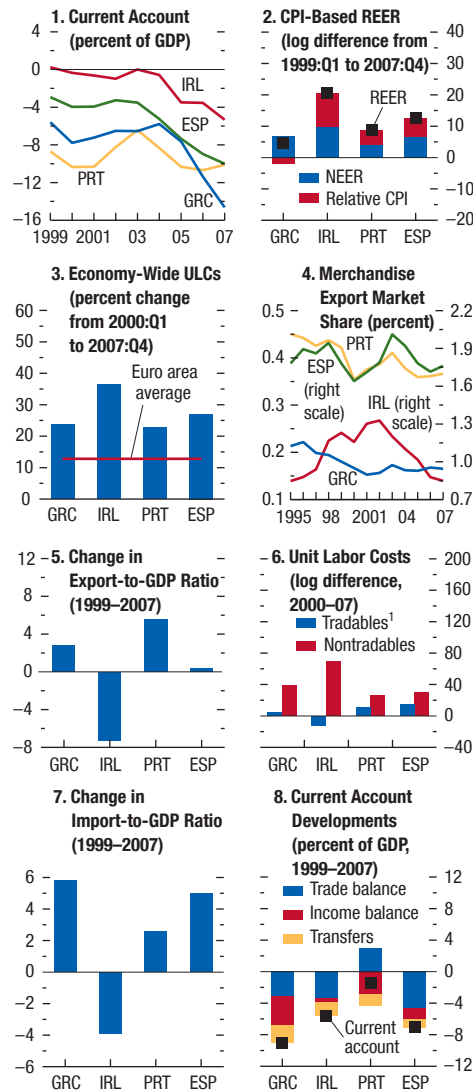 1. Current Account
(percent of GDP)
4
0
−4
−8
−12
−16
IRL
ESP
PRT
GRC
1999 2001 03 05 07
2. CPI-Based REER
(log difference from
1999:Q1 to 2007:Q4)
40
30
20
10
0
−10
−20
REER
NEER
Relative CPI
GRC IRL PRT ESP
3. Economy-Wide ULCs
(percent change
from 2000:Q1
to 2007:Q4)
60
50
40
30
20
10
0
Euro area
average
GRC IRL PRT ESP
4. Merchandise
Export Market
Share (percent)
0.5
0.4
0.3
0.2
0.1
2.2
1.9
1.6
1.3
1.0
0.7
PRT
ESP
(right
scale)
IRL (right
scale)
GRC
1995 98 2001 04 07
5. Change in
Export-to-GDP Ratio
(1999–2007)
12
8
4
0
−4
−8
GRC IRL PRT ESP
6. Unit Labor Costs
(log difference,
2000–07)
200
160
120
80
40
0
−40
Tradables¹
Nontradables
GRC IRL PRT ESP
7. Change in
Import-to-GDP Ratio
(1999–2007)
6
4
2
0
−2
−4
−6
GRC IRL PRT ESP
8. Current Account
Developments
(percent of GDP,
1999–2007)
12
8
4
0
−4
−8
−12
Trade balance
Income balance
Transfers
Current
account
GRC IRL PRT ESP